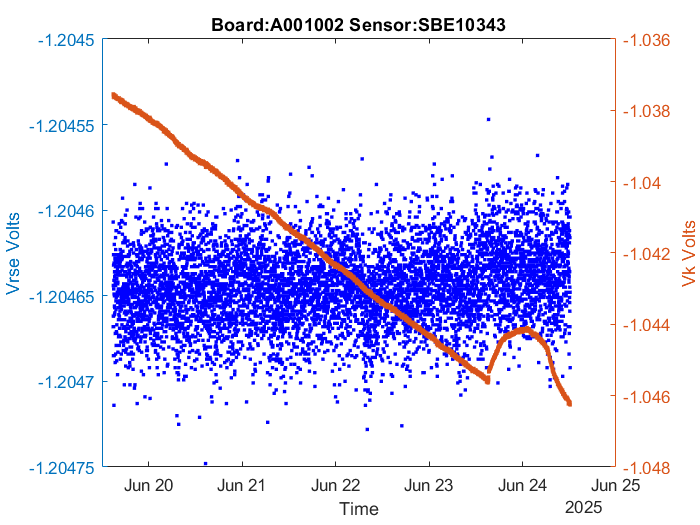 Board:A001002 Sensor:SBE10343
-1.2045
-1.20455
-1.2046
-1.20465
-1.2047
-1.20475
Vrse Volts
-1.036
-1.038
-1.04
-1.042
-1.044
-1.046
-1.048
Vk Volts
Jun 20
Jun 21
Jun 22
Jun 23
Jun 24
Jun 25
Time
2025